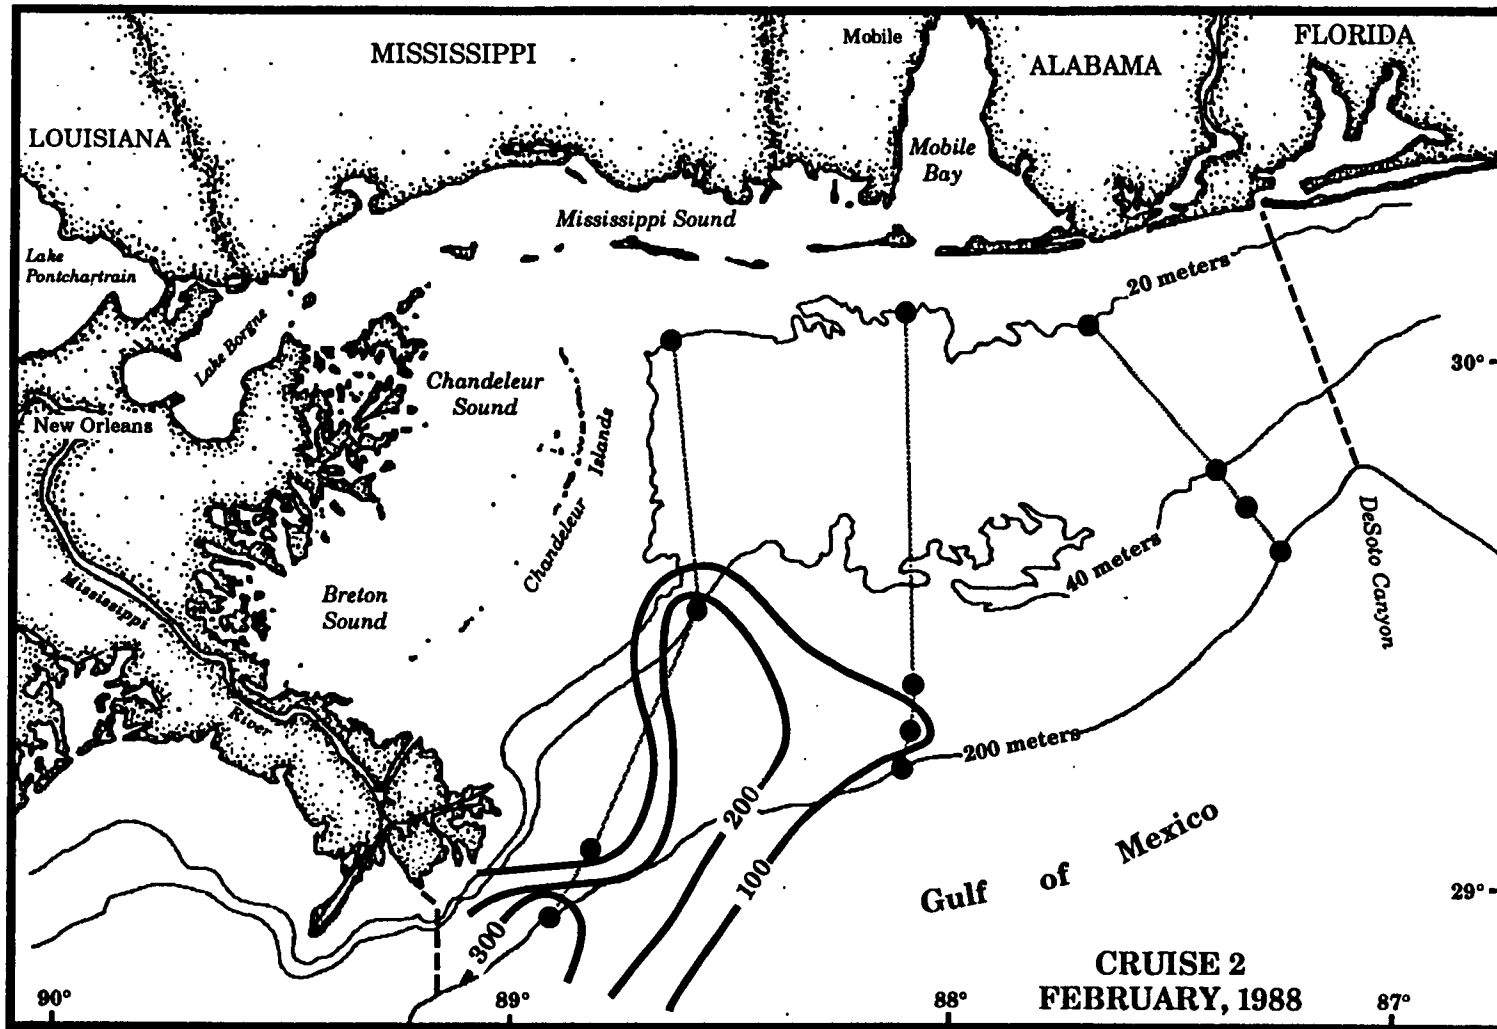 MISSISSIPPI
Mobile
FLORIDA
ALABAMA
LOUISIANA
Mobile
Bay
Mississippi Sound
Lake
Pontchartrain
20 meters
Lake Borgne
30°
Chandeleur
Sound
New Orleans
Chandeleur Islands
DeSoto Canyon
40 meters
Mississippi River
Breton
Sound
200 meters
200
100
300
Gulf of Mexico
29°
CRUISE 2
FEBRUARY, 1988
90°
89°
88°
87°